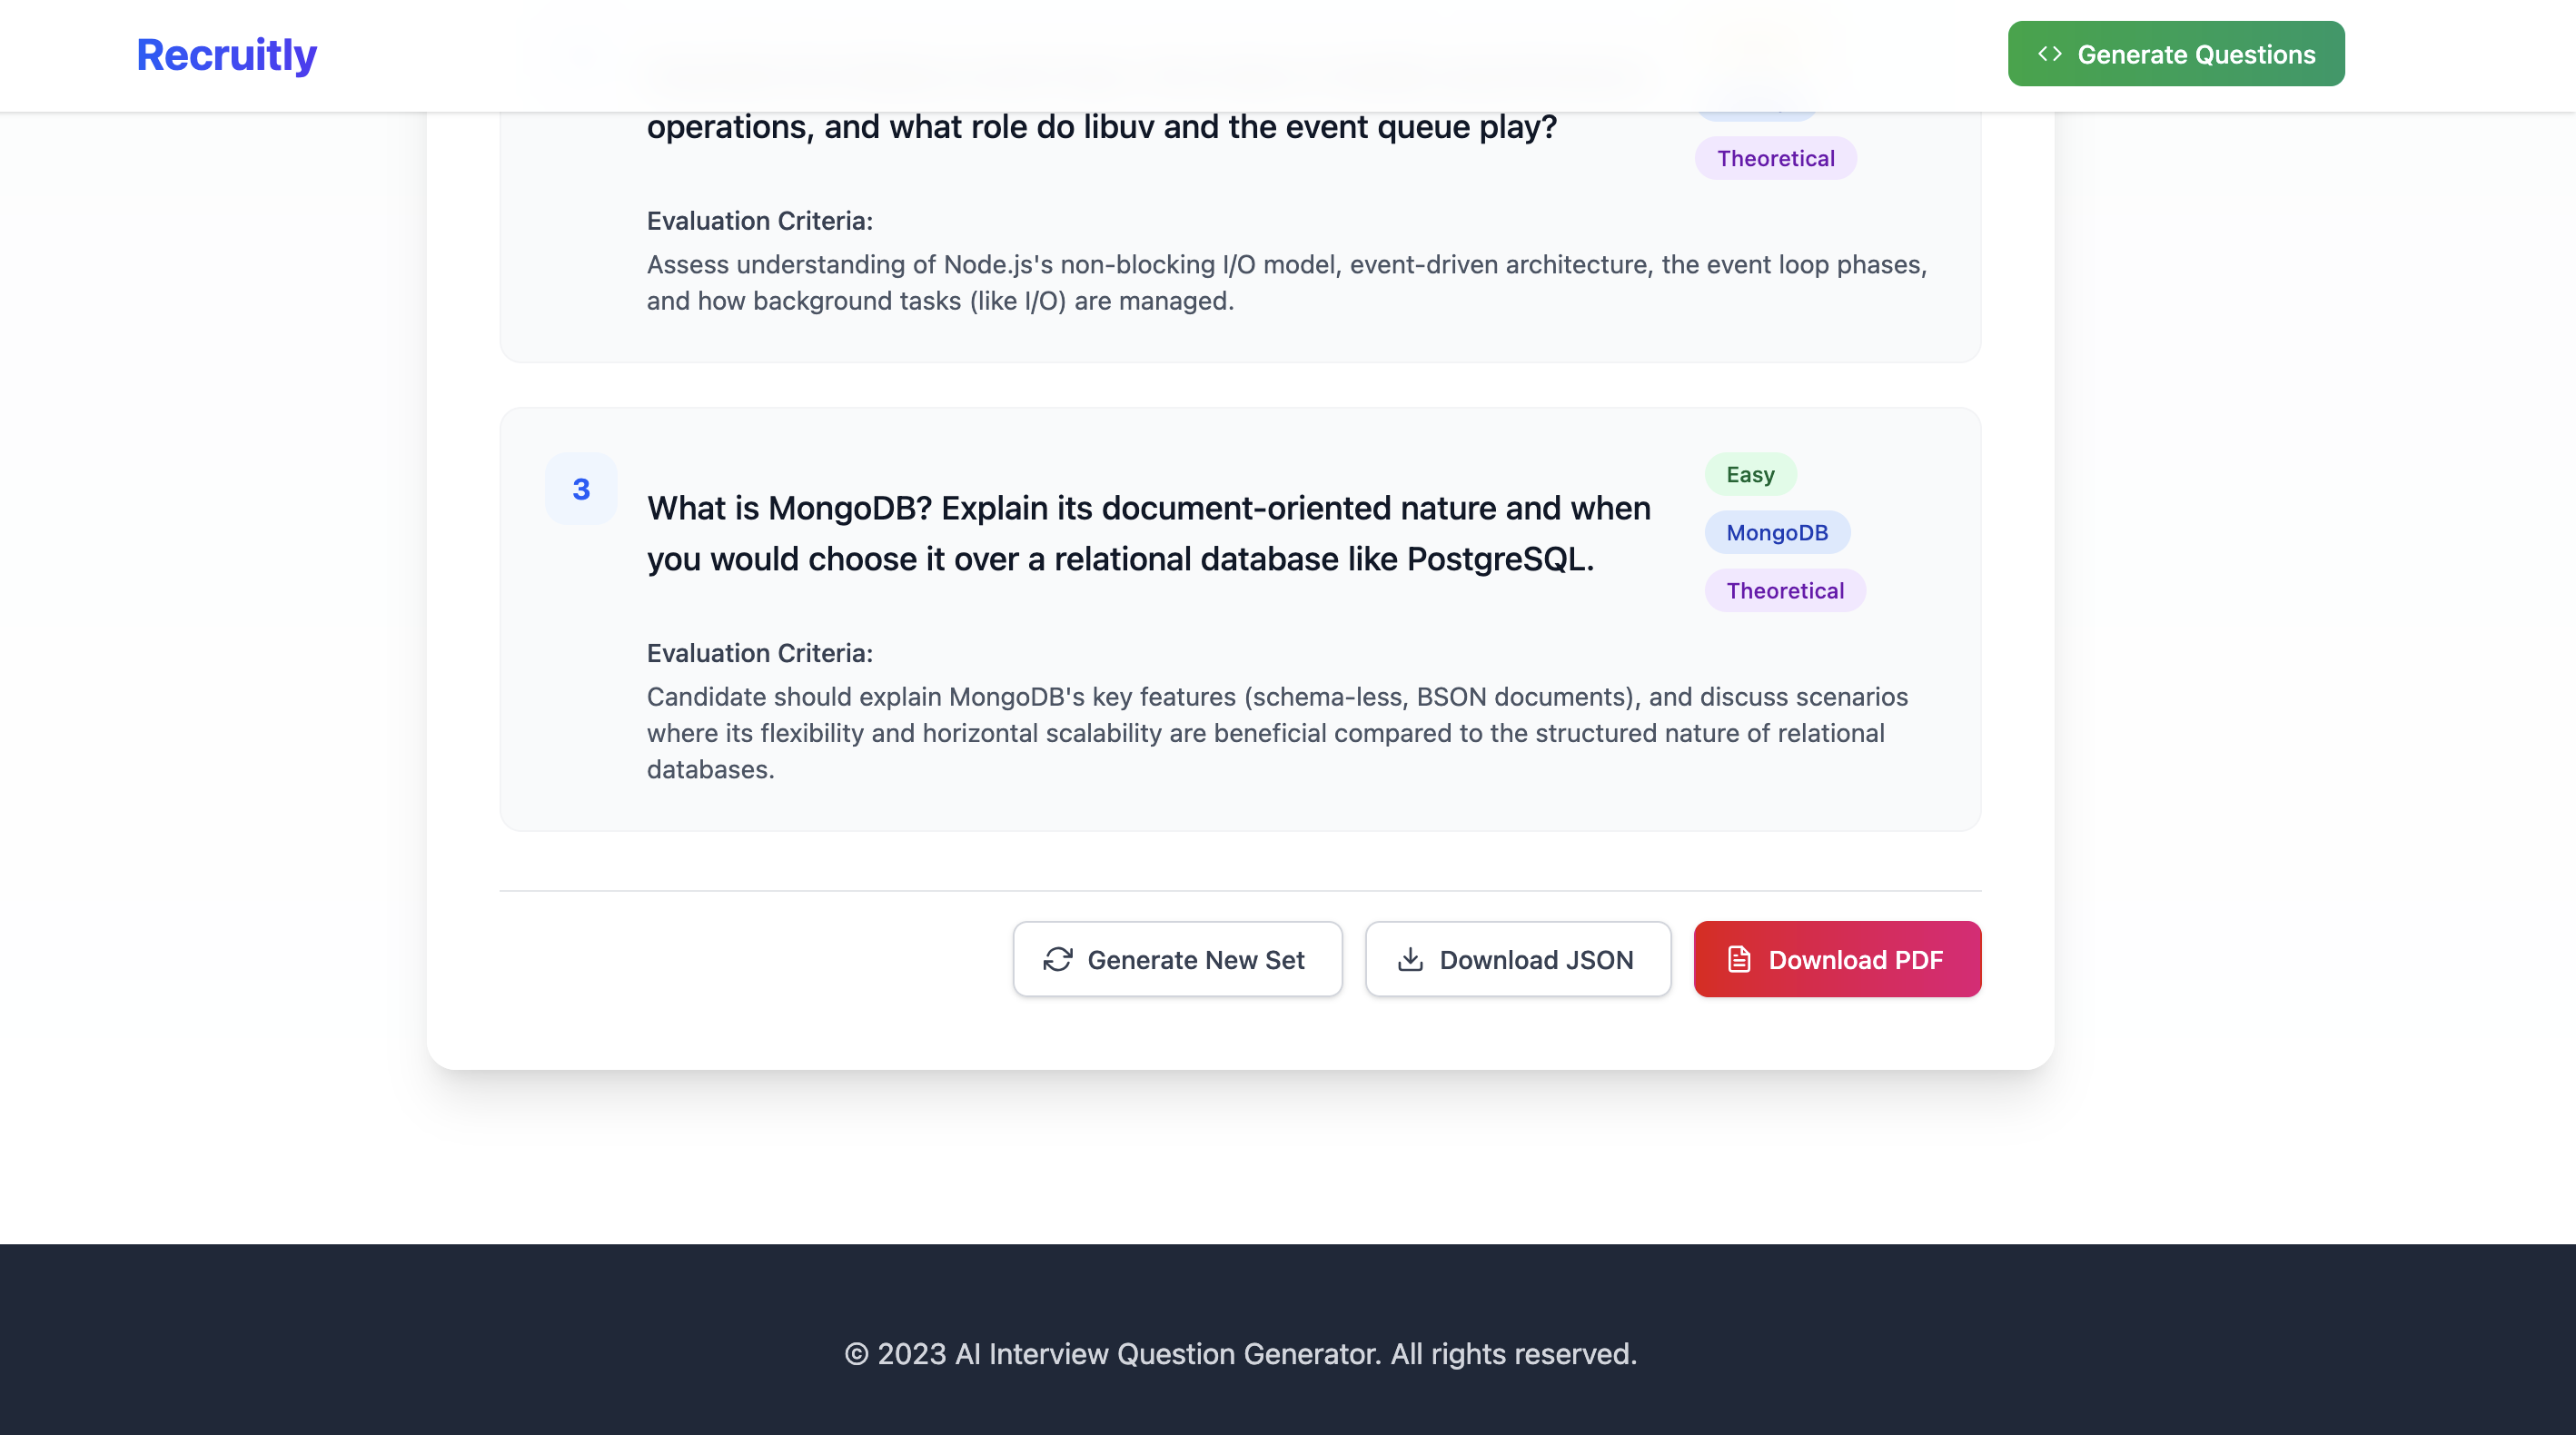 Recruitly
Generate Questions
operations, and what role do libuv and the event queue play?
Theoretical
Evaluation Criteria:
Assess understanding of Node.js's non-blocking I/O model, event-driven architecture, the event loop phases,
and how background tasks (like I/O) are managed.
3
What is MongoDB? Explain its document-oriented nature and when
you would choose it over a relational database like PostgreSQL.
Easy
MongoDB
Theoretical
Evaluation Criteria:
Candidate should explain MongoDB's key features (schema-less, BSON documents), and discuss scenarios
where its flexibility and horizontal scalability are beneficial compared to the structured nature of relational
databases.
Generate New Set
Download JSON
Download PDF
© 2023 AI Interview Question Generator. All rights reserved.